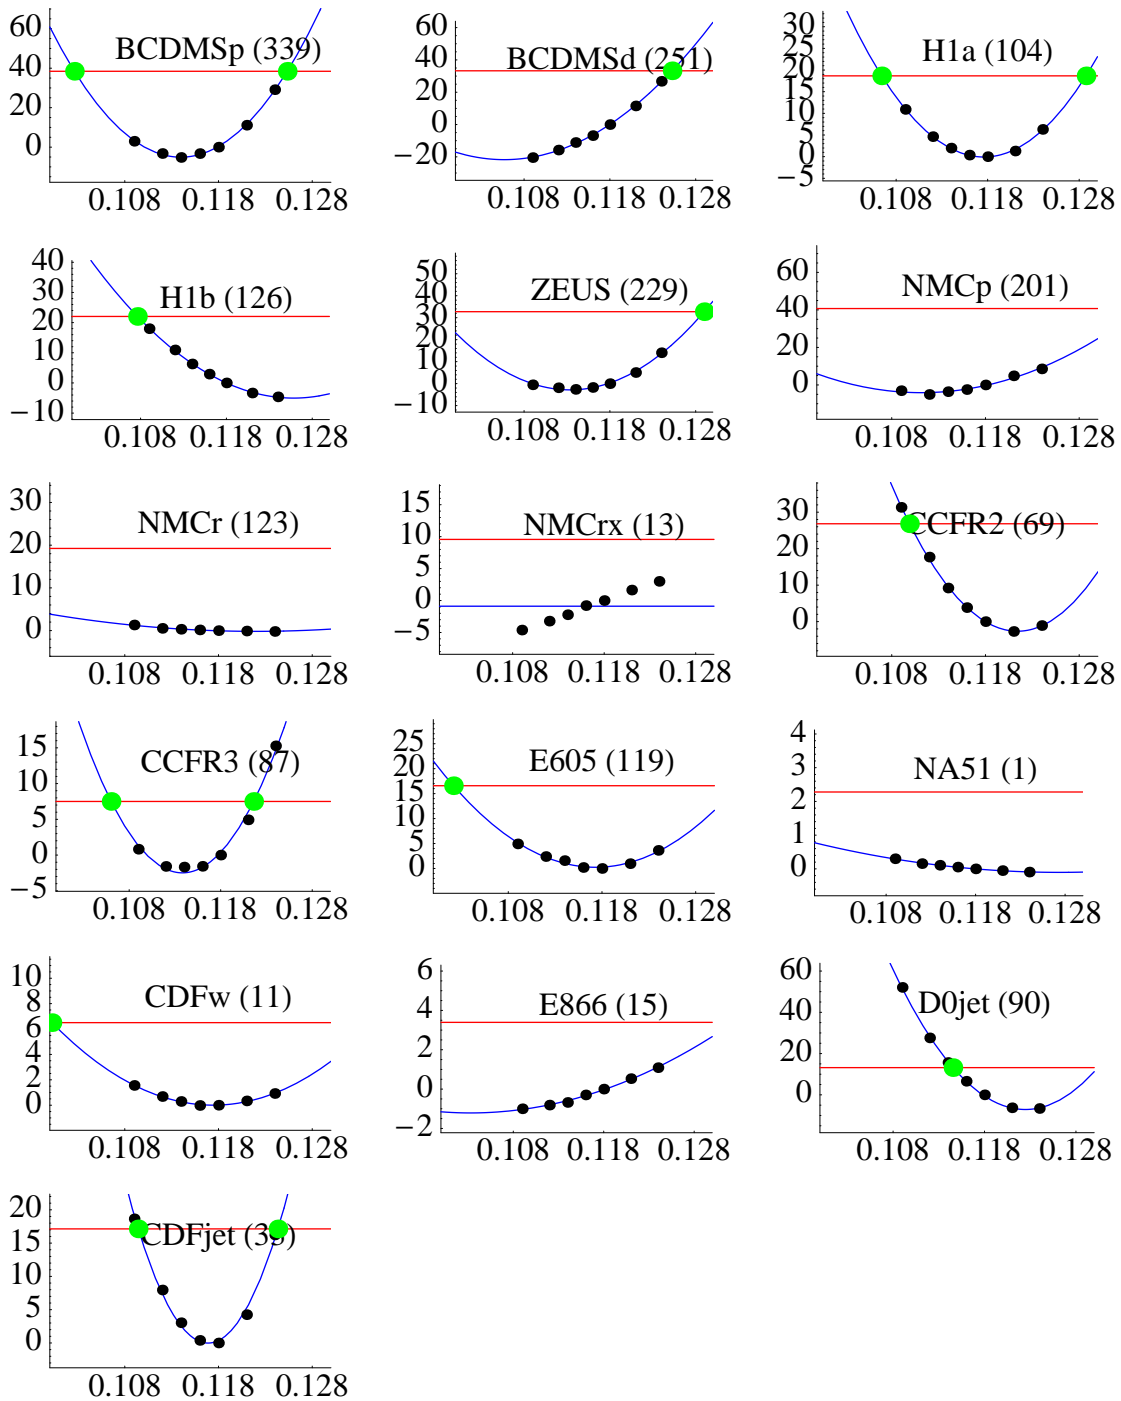 BCDMSp (339)
60
40
20
0
0.108 0.118 0.128
BCDMSd (251)
60
40
20
0
−20
0.108 0.118 0.128
H1a (104)
30
25
20
15
10
5
0
−5
0.108 0.118 0.128
H1b (126)
40
30
20
10
0
−10
0.108 0.118 0.128
ZEUS (229)
50
40
30
20
10
0
−10
0.108 0.118 0.128
NMCp (201)
60
40
20
0
0.108 0.118 0.128
NMCr (123)
30
20
10
0
0.108 0.118 0.128
NMCrx (13)
15
10
5
0
−5
0.108 0.118 0.128
CCFR2 (69)
30
20
10
0
0.108 0.118 0.128
CCFR3 (87)
15
10
5
0
−5
0.108 0.118 0.128
E605 (119)
25
20
15
10
5
0
0.108 0.118 0.128
NA51 (1)
4
3
2
1
0
0.108 0.118 0.128
CDFw (11)
10
8
6
4
2
0
0.108 0.118 0.128
E866 (15)
6
4
2
0
−2
0.108 0.118 0.128
D0jet (90)
60
40
20
0
0.108 0.118 0.128
CDFjet (33)
20
15
10
5
0
0.108 0.118 0.128